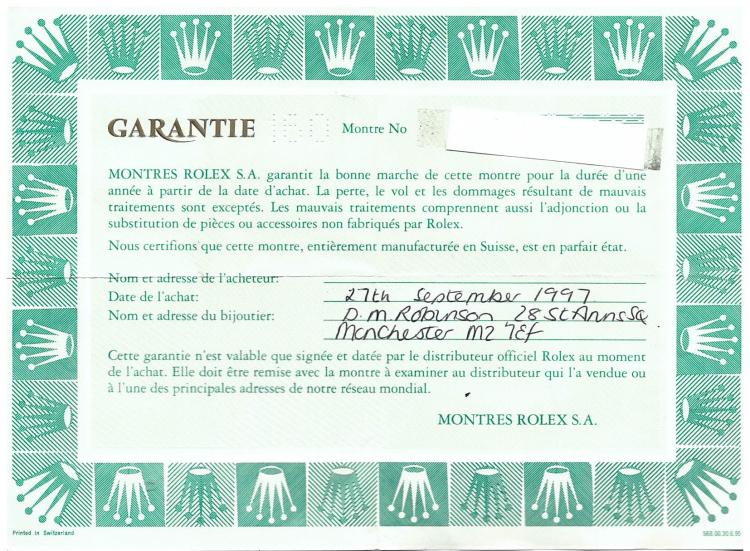 GARANTIE Montre No
MONTRES ROLEX S.A. garantit la bonne marche de cette montre pour la durée d'une
année à partir de la date d'achat. La perte, le vol et les dommages résultant de mauvais
traitements sont exceptés. Les mauvais traitements comprennent aussi l'adjonction ou la
substitution de pièces ou accessoires non fabriqués par Rolex.
Nous certifions que cette montre, entièrement manufacturée en Suisse, est en parfait état.
Nom et adresse de l'acheteur:
Date de l'achat: 27th September 1997
Nom et adresse du bijoutier: D.M. Robinson 28 St Anns Sq
Manchester M2 7EF
Cette garantie n'est valable que signée et datée par le distributeur officiel Rolex au moment
de l'achat. Elle doit être remise avec la montre à examiner au distributeur qui l'a vendue ou
à l'une des principales adresses de notre réseau mondial.
MONTRES ROLEX S.A.
Printed in Switzerland 568.00.30.6.95